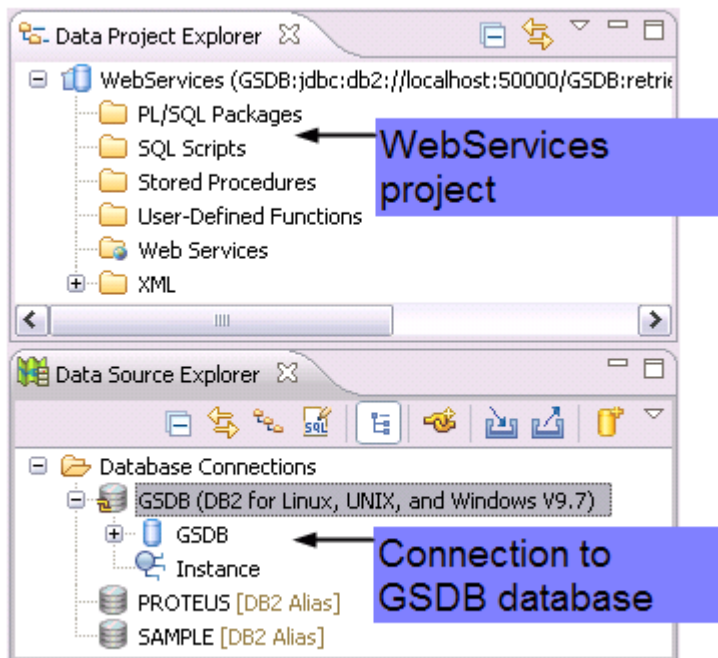 Data Project Explorer
WebServices (GSDB:jdbc:db2://localhost:50000/GSDB:retrie
PL/SQL Packages
SQL Scripts
Stored Procedures
User-Defined Functions
Web Services
XML
WebServices
project
Data Source Explorer
SQL
Database Connections
GSDB (DB2 for Linux, UNIX, and Windows V9.7)
GSDB
Instance
PROTEUS [DB2 Alias]
SAMPLE [DB2 Alias]
Connection to
GSDB database